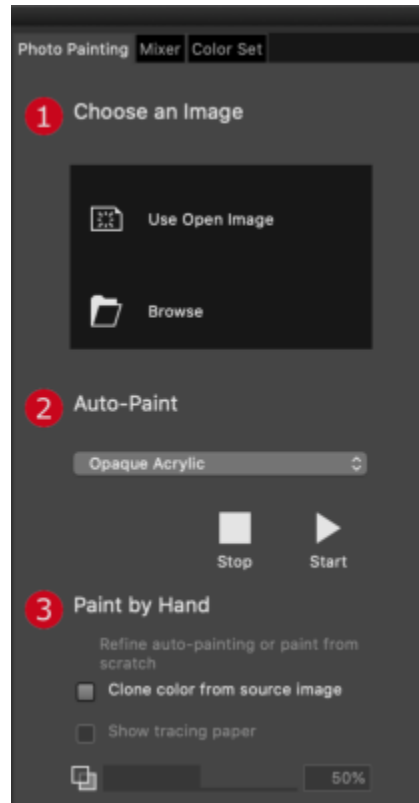 Photo Painting Mixer Color Set
1 Choose an Image
Use Open Image
Browse
2 Auto-Paint
Opaque Acrylic
Stop Start
3 Paint by Hand
Refine auto-painting or paint from
scratch
Clone color from source image
Show tracing paper
50%